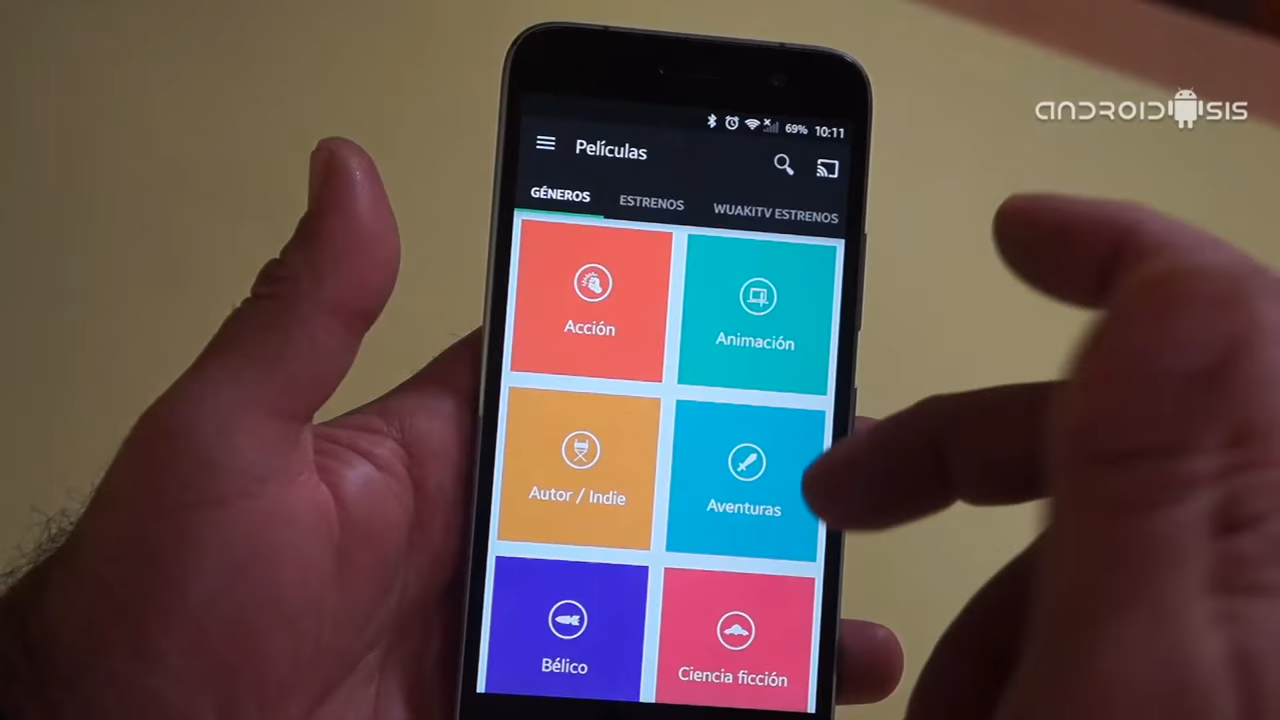 ANDROIDSIS
69% 10:11
Películas
GÉNEROS ESTRENOS WUAKITV ESTRENOS
Acción Animación
Autor / Indie Aventuras
Bélico Ciencia ficción